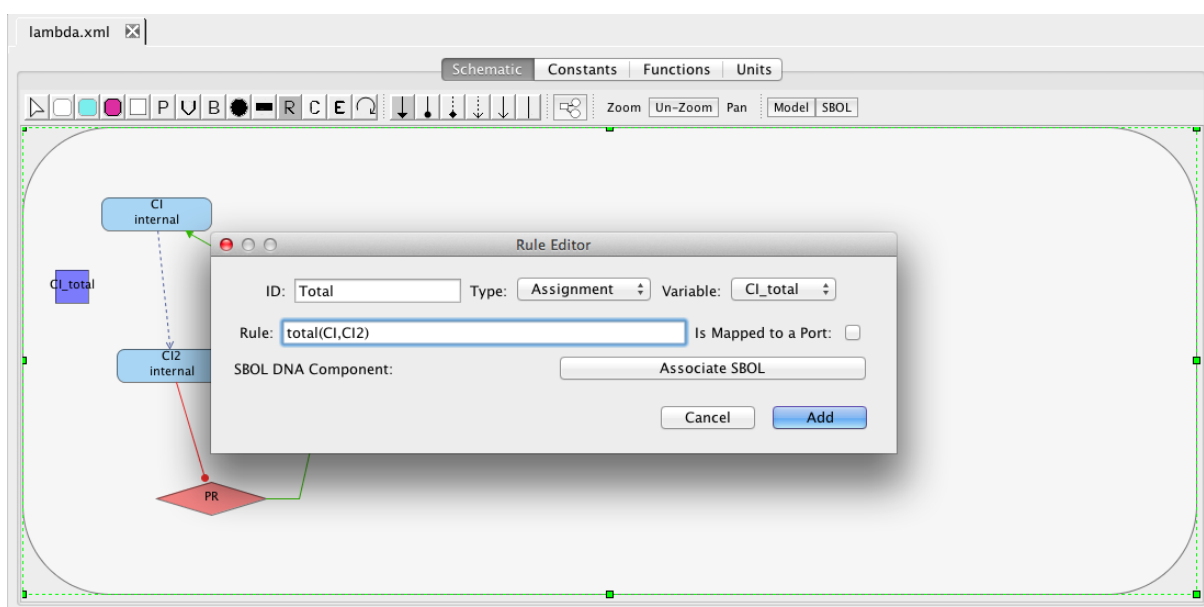 lambda.xml
Schematic Constants Functions Units
P V B R C E Zoom Un-Zoom Pan Model SBOL
CI
internal
CI_total
CI2
internal
PR
Rule Editor
ID: Total Type: Assignment Variable: CI_total
Rule: total(CI,CI2) Is Mapped to a Port:
SBOL DNA Component: Associate SBOL
Cancel Add